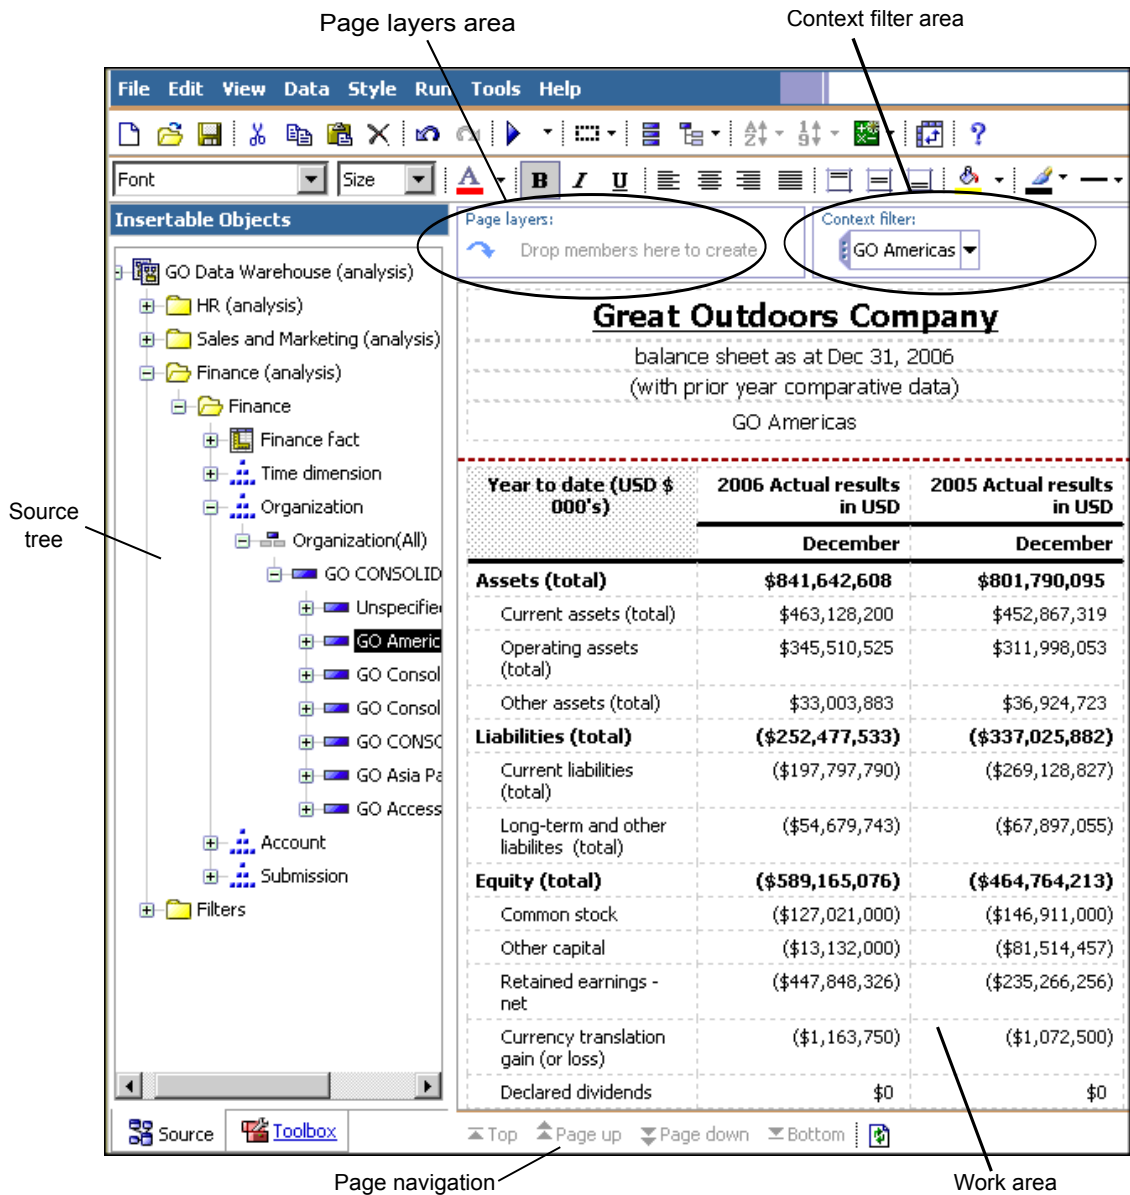 Page layers area
Context filter area
File Edit View Data Style Run Tools Help
Font
Size
A
B I U
Insertable Objects
Page layers:
Drop members here to create
Context filter:
GO Americas
GO Data Warehouse (analysis)
HR (analysis)
Sales and Marketing (analysis)
Finance (analysis)
Finance
Finance fact
Time dimension
Organization
Organization(All)
GO CONSOLID
Unspecifie
GO Americ
GO Consol
GO Consol
GO CONSC
GO Asia Pa
GO Access
Account
Submission
Filters
Source
tree
Great Outdoors Company
balance sheet as at Dec 31, 2006
(with prior year comparative data)
GO Americas
Year to date (USD $ 000's) 2006 Actual results in USD 2005 Actual results in USD
December December
Assets (total) $841,642,608 $801,790,095
Current assets (total) $463,128,200 $452,867,319
Operating assets (total) $345,510,525 $311,998,053
Other assets (total) $33,003,883 $36,924,723
Liabilities (total) ($252,477,533) ($337,025,882)
Current liabilities (total) ($197,797,790) ($269,128,827)
Long-term and other liabilites (total) ($54,679,743) ($67,897,055)
Equity (total) ($589,165,076) ($464,764,213)
Common stock ($127,021,000) ($146,911,000)
Other capital ($13,132,000) ($81,514,457)
Retained earnings - net ($447,848,326) ($235,266,256)
Currency translation gain (or loss) ($1,163,750) ($1,072,500)
Declared dividends $0 $0
Source Toolbox
Top Page up Page down Bottom
Page navigation
Work area